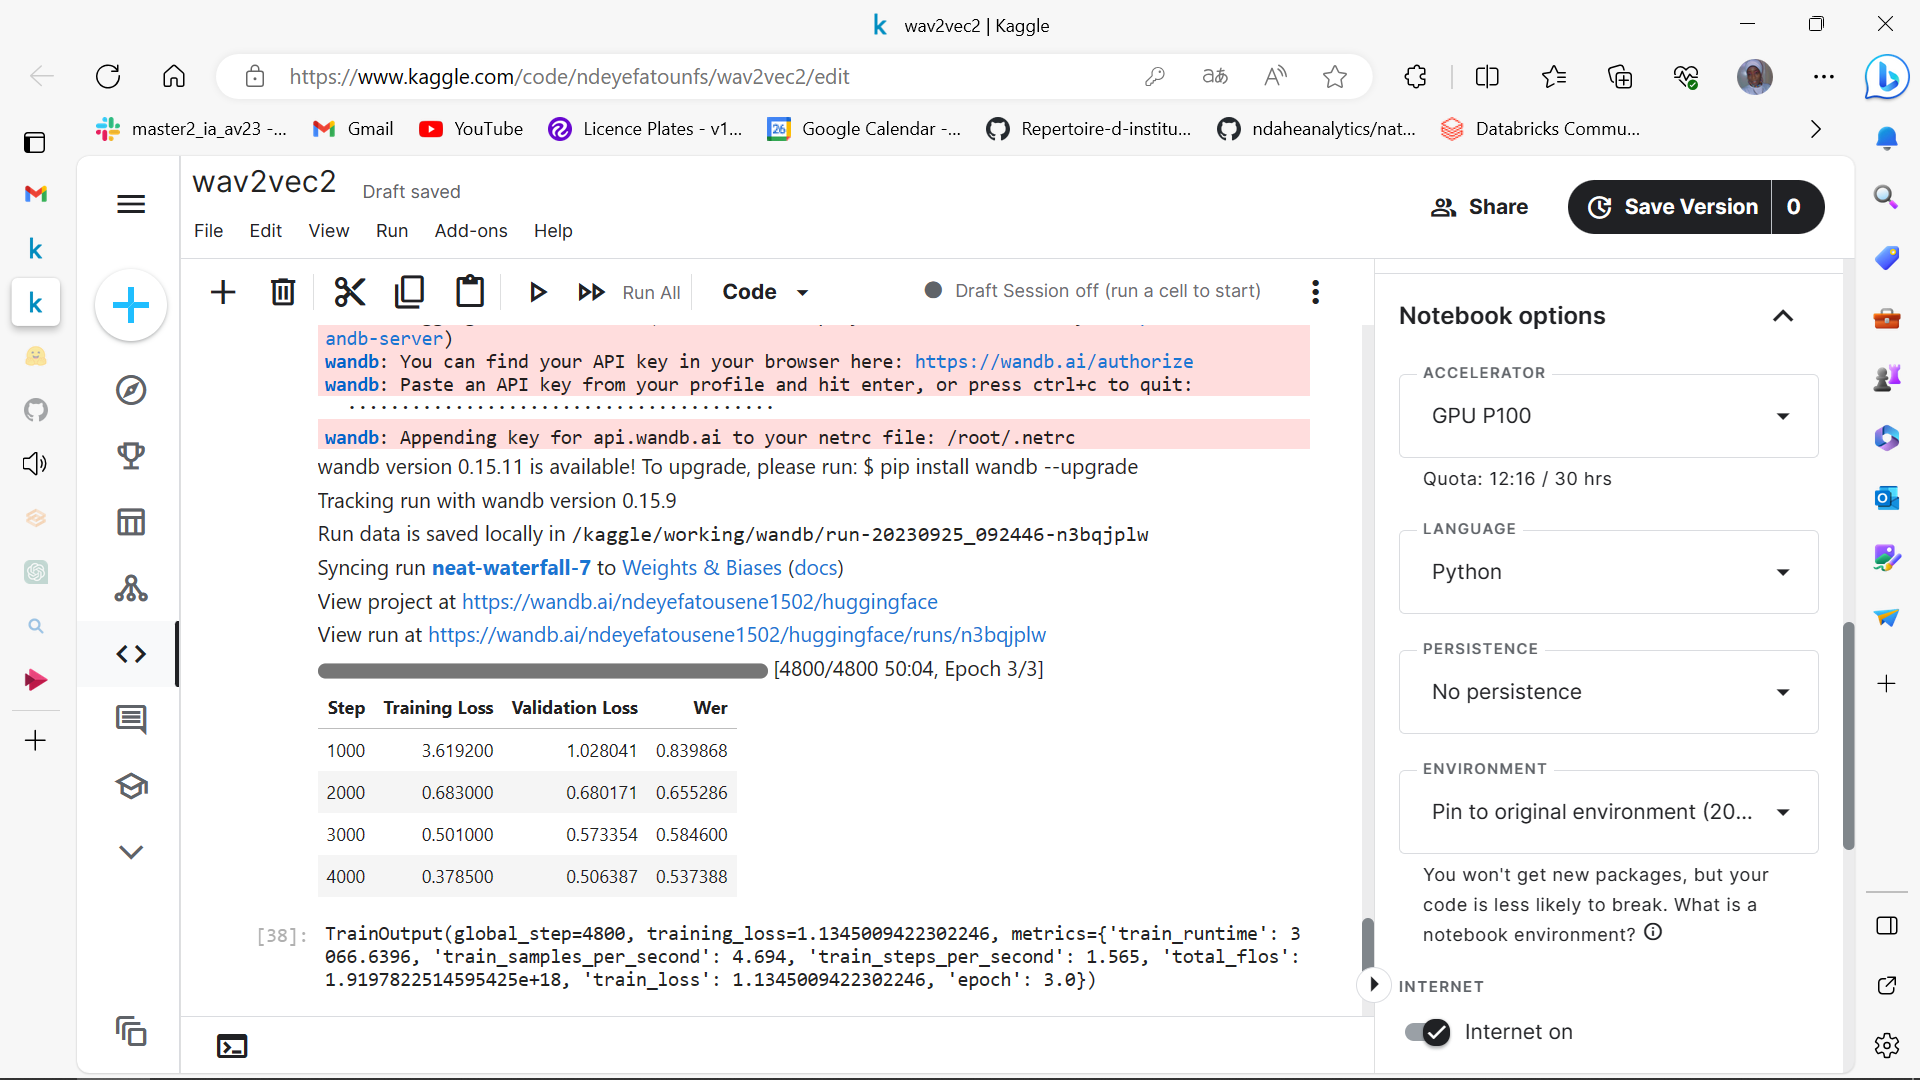 wav2vec2 | Kaggle
https://www.kaggle.com/code/ndeyefatounfs/wav2vec2/edit
aあ
A
master2_ia_av23 -...
Gmail
YouTube
Licence Plates - v1...
26
Google Calendar -...
Repertoire-d-institu...
ndaheanalytics/nat...
Databricks Commu...
wav2vec2
Draft saved
File
Edit
View
Run
Add-ons
Help
Share
Save Version
0
Run All
Code
Draft Session off (run a cell to start)
andb-server)
wandb: You can find your API key in your browser here: https://wandb.ai/authorize
wandb: Paste an API key from your profile and hit enter, or press ctrl+c to quit:
········································
wandb: Appending key for api.wandb.ai to your netrc file: /root/.netrc
wandb version 0.15.11 is available! To upgrade, please run: $ pip install wandb --upgrade
Tracking run with wandb version 0.15.9
Run data is saved locally in /kaggle/working/wandb/run-20230925_092446-n3bqjplw
Syncing run neat-waterfall-7 to Weights & Biases (docs)
View project at https://wandb.ai/ndeyefatousene1502/huggingface
View run at https://wandb.ai/ndeyefatousene1502/huggingface/runs/n3bqjplw
[4800/4800 50:04, Epoch 3/3]
Step Training Loss Validation Loss Wer
1000 3.619200 1.028041 0.839868
2000 0.683000 0.680171 0.655286
3000 0.501000 0.573354 0.584600
4000 0.378500 0.506387 0.537388
[38]:
TrainOutput(global_step=4800, training_loss=1.1345009422302246, metrics={'train_runtime': 3
066.6396, 'train_samples_per_second': 4.694, 'train_steps_per_second': 1.565, 'total_flos':
1.9197822514595425e+18, 'train_loss': 1.1345009422302246, 'epoch': 3.0})
Notebook options
ACCELERATOR
GPU P100
Quota: 12:16 / 30 hrs
LANGUAGE
Python
PERSISTENCE
No persistence
ENVIRONMENT
Pin to original environment (20...
You won't get new packages, but your
code is less likely to break. What is a
notebook environment?
INTERNET
Internet on